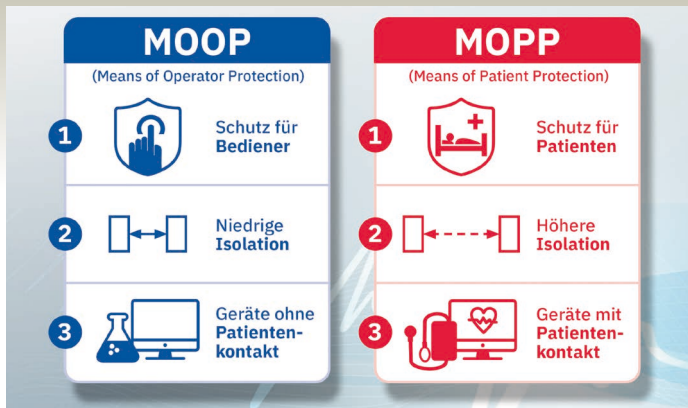 MOOP
(Means of Operator Protection)
1
Schutz für
Bediener
2
Niedrige
Isolation
3
Geräte ohne
Patienten-
kontakt
MOPP
(Means of Patient Protection)
1
Schutz für
Patienten
2
Höhere
Isolation
3
Geräte mit
Patienten-
kontakt